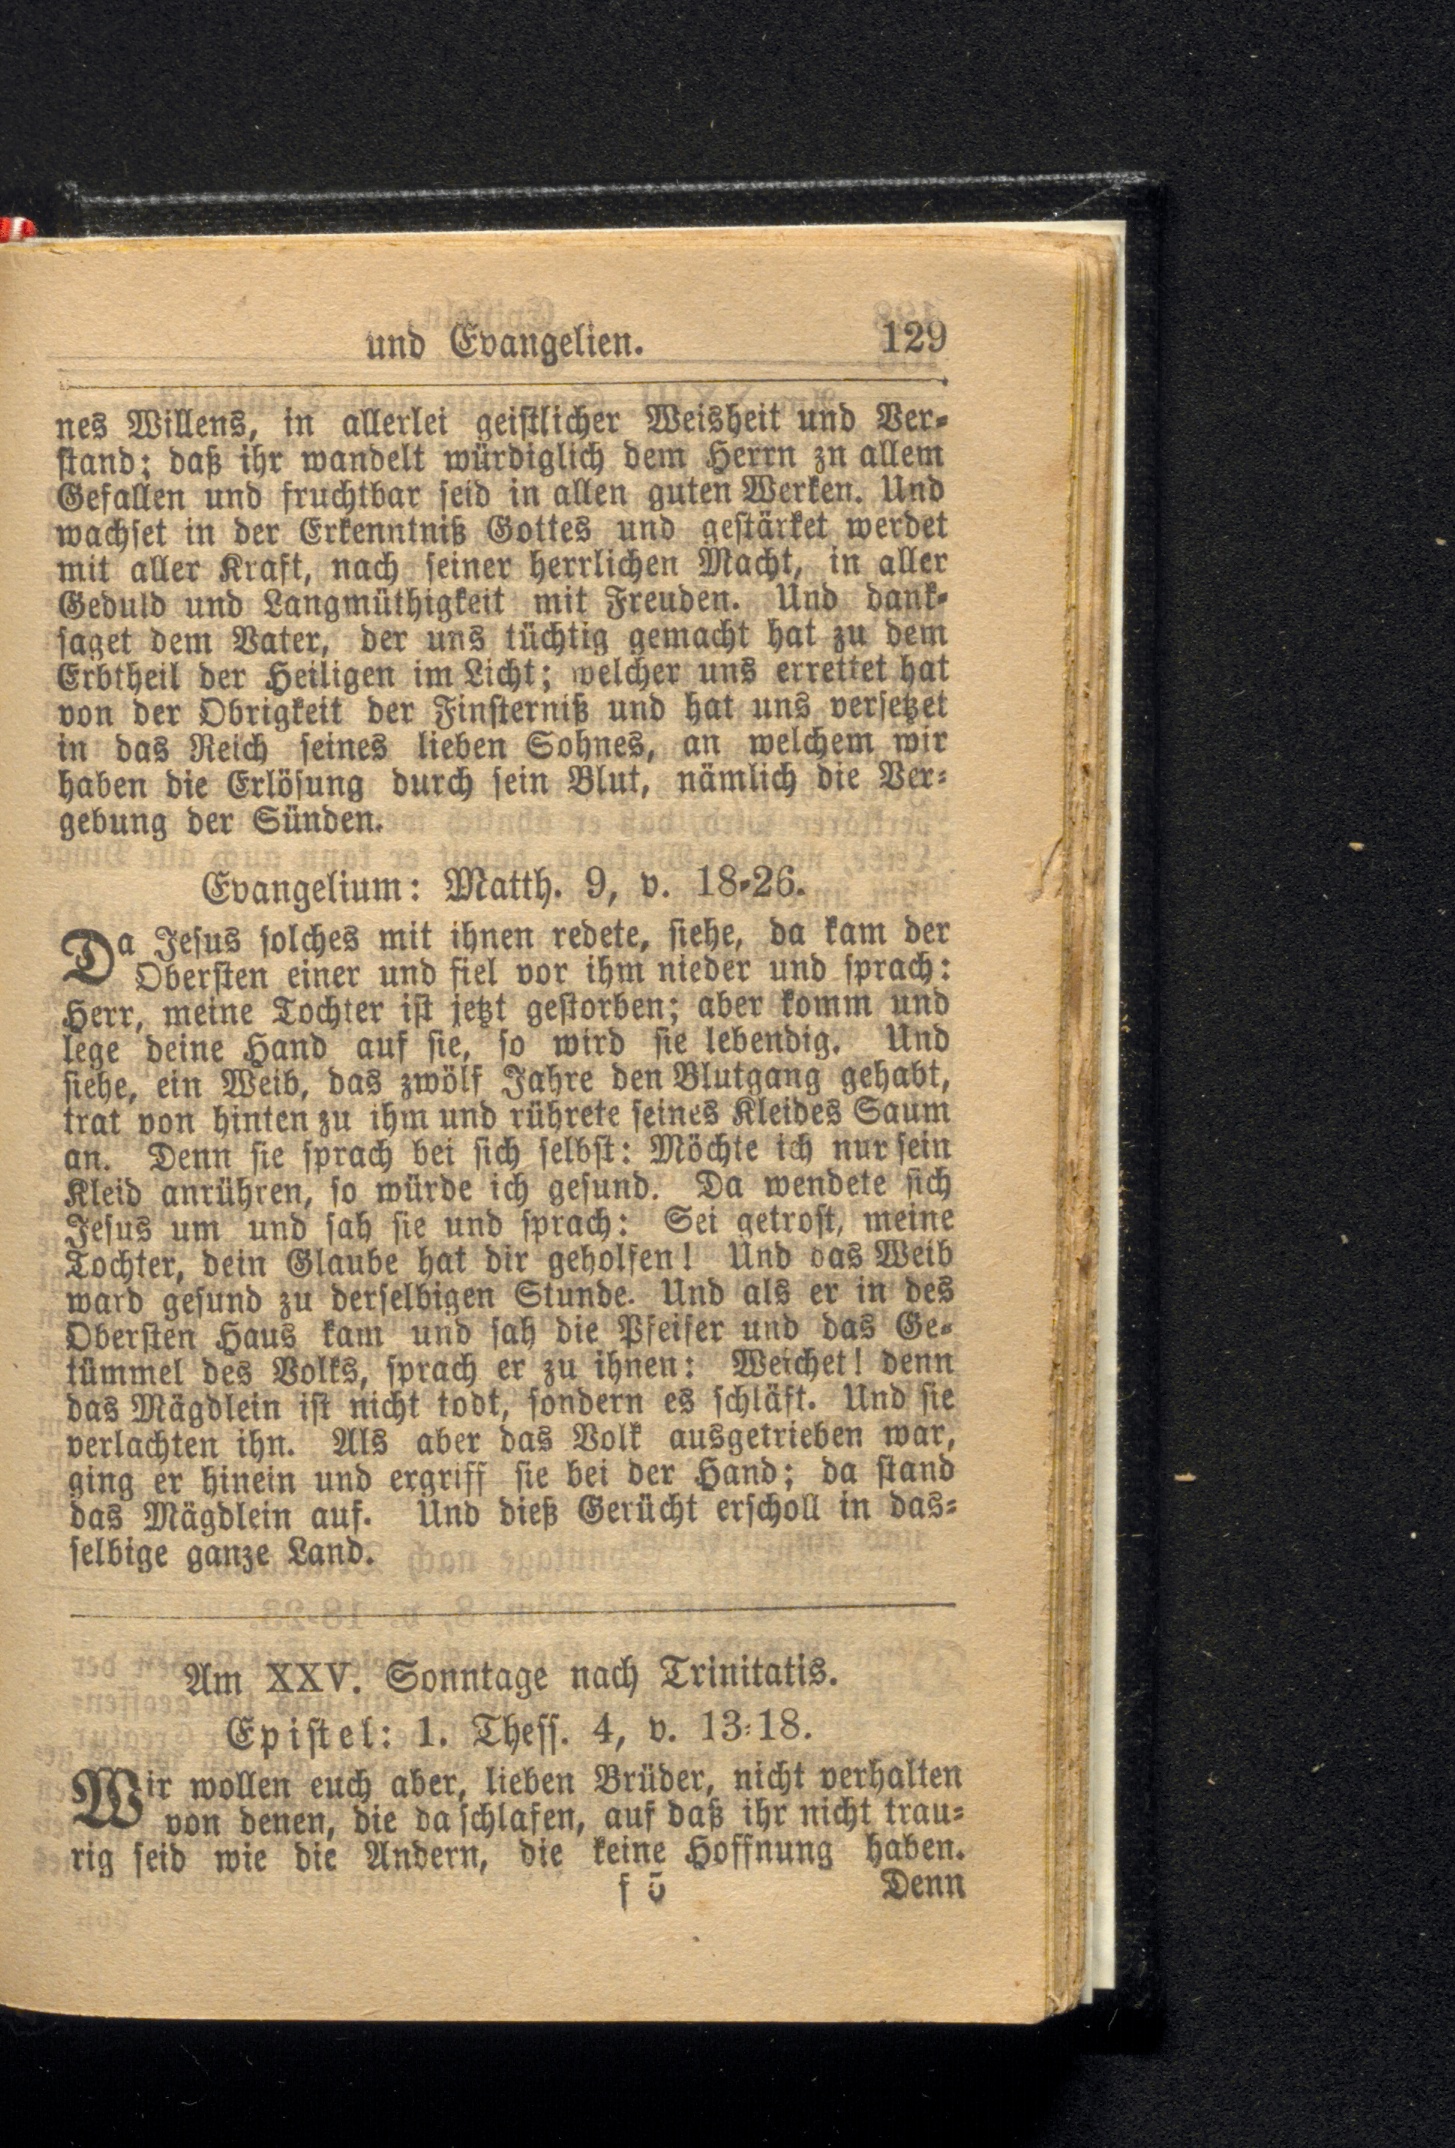 und Evangelien. 129
nes Willens, in allerlei geistlicher Weisheit und Ver-
stand; daß ihr wandelt würdiglich dem Herrn zn allem
Gefallen und fruchtbar seid in allen guten Werken. Und
wachset in der Erkenntniß Gottes und gestärket werdet
mit aller Kraft, nach seiner herrlichen Macht, in aller
Geduld und Langmüthigkeit mit Freuden. Und dank-
saget dem Vater, der uns tüchtig gemacht hat zu dem
Erbtheil der Heiligen im Licht; welcher uns errettet hat
von der Obrigkeit der Finsterniß und hat uns versetzet
in das Reich seines lieben Sohnes, an welchem wir
haben die Erlösung durch sein Blut, nämlich die Ver-
gebung der Sünden.
Evangelium: Matth. 9, v. 18-26.
Da Jesus solches mit ihnen redete, siehe, da kam der
Obersten einer und fiel vor ihm nieder und sprach:
Herr, meine Tochter ist jetzt gestorben; aber komm und
lege deine Hand auf sie, so wird sie lebendig. Und
siehe, ein Weib, das zwölf Jahre den Blutgang gehabt,
trat von hinten zu ihm und rührete seines Kleides Saum
an. Denn sie sprach bei sich selbst: Möchte ich nur sein
Kleid anrühren, so würde ich gesund. Da wendete sich
Jesus um und sah sie und sprach: Sei getrost, meine
Tochter, dein Glaube hat dir geholfen! Und das Weib
ward gesund zu derselbigen Stunde. Und als er in des
Obersten Haus kam und sah die Pfeifer und das Ge-
tümmel des Volks, sprach er zu ihnen: Weichet! denn
das Mägdlein ist nicht todt, sondern es schläft. Und sie
verlachten ihn. Als aber das Volk ausgetrieben war,
ging er hinein und ergriff sie bei der Hand; da stand
das Mägdlein auf. Und dieß Gerücht erscholl in das-
selbige ganze Land.
Am XXV. Sonntage nach Trinitatis.
Epistel: 1. Thess. 4, v. 13-18.
Wir wollen euch aber, lieben Brüder, nicht verhalten
von denen, die da schlafen, auf daß ihr nicht trau-
rig seid wie die Andern, die keine Hoffnung haben.
f 5 Denn